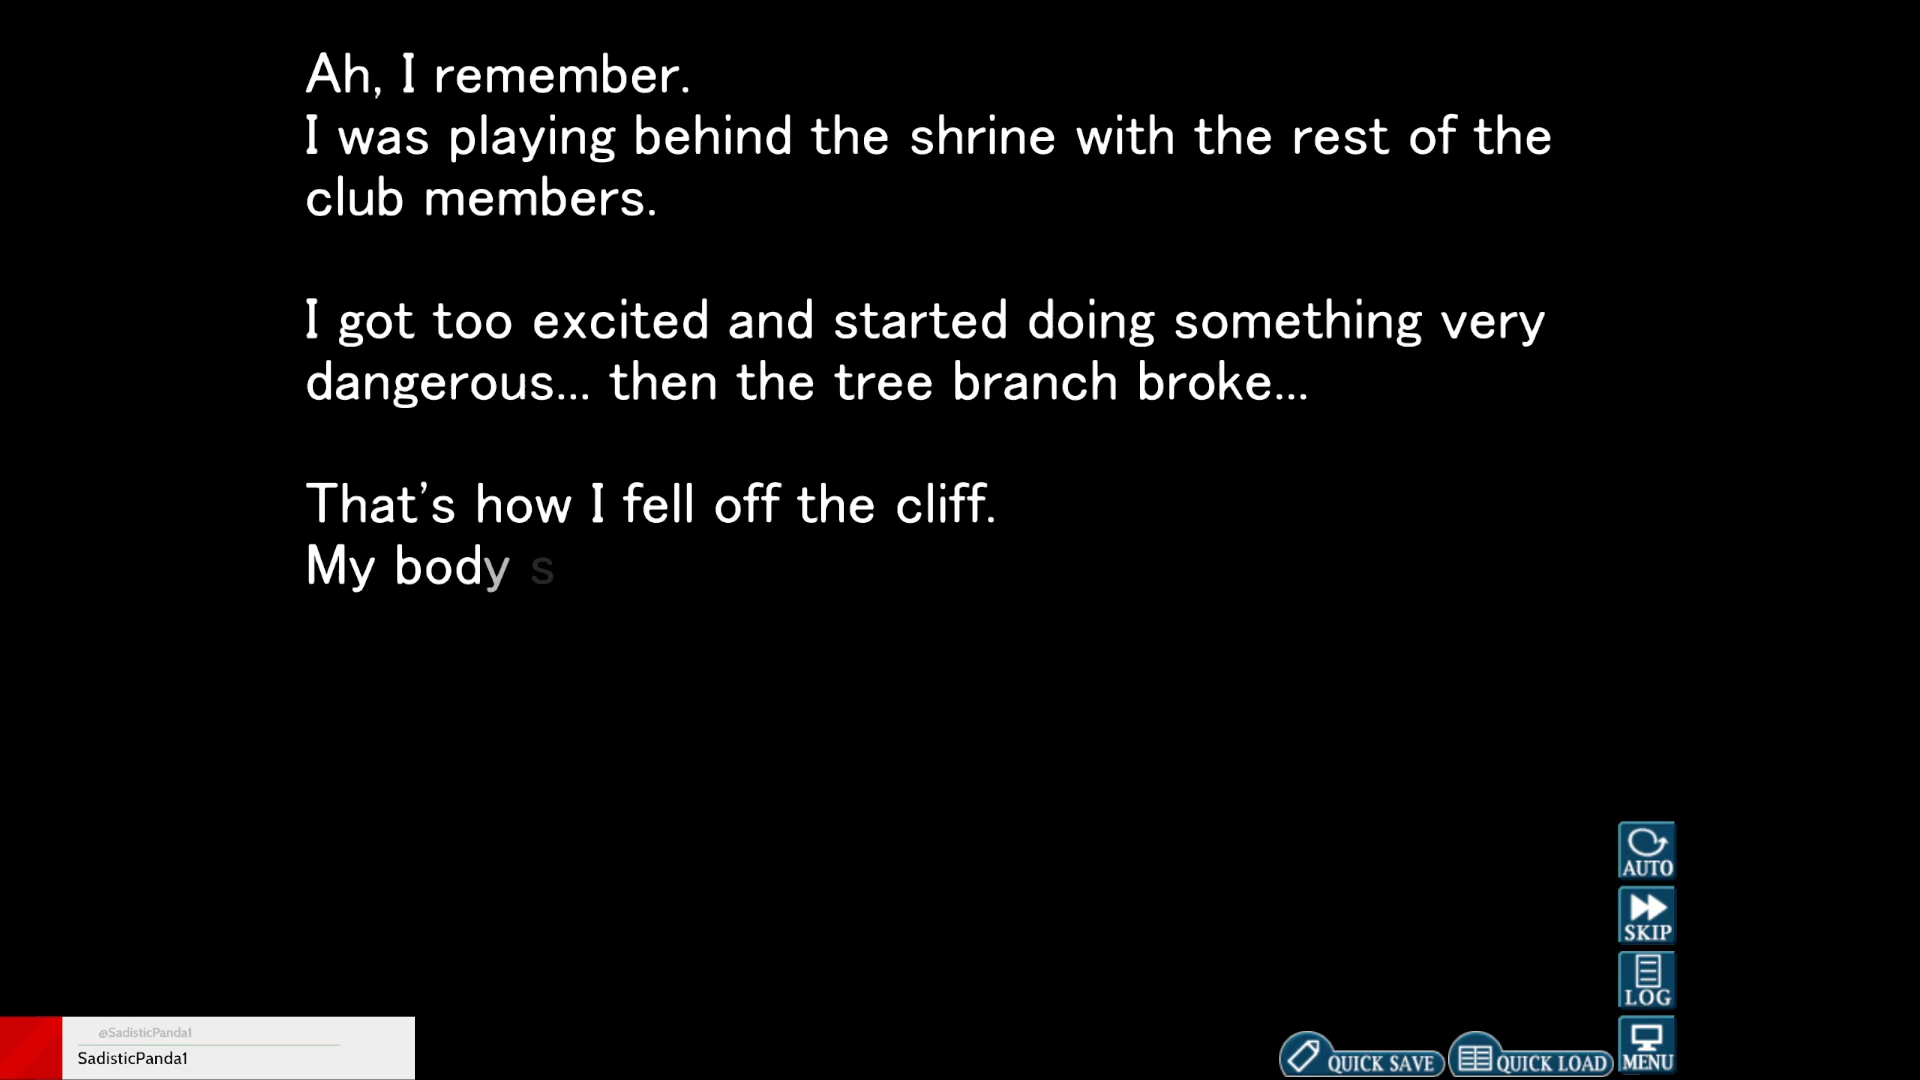 Ah, I remember.
I was playing behind the shrine with the rest of the
club members.
I got too excited and started doing something very
dangerous... then the tree branch broke...
That's how I fell off the cliff.
My body s
AUTO
SKIP
LOG
MENU
QUICK SAVE
QUICK LOAD
@SadisticPanda1
SadisticPanda1